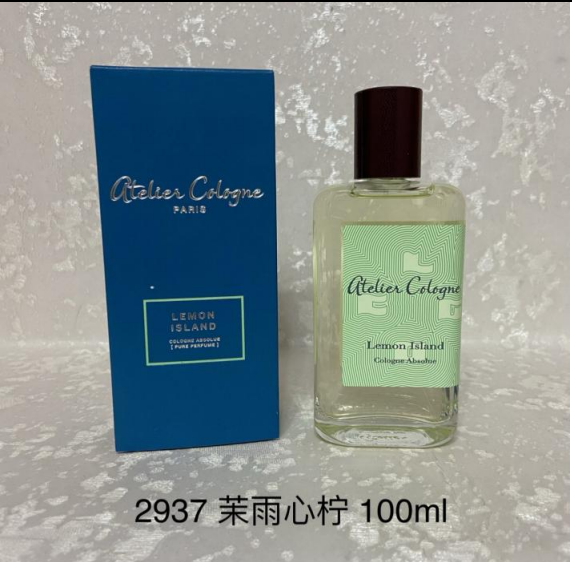 Atelier Cologne
PARIS
LEMON
ISLAND
COLOGNE ABSOLUE
[ PURE PERFUME ]
Atelier Cologne
Lemon Island
Cologne Absolue
2937 茉雨心柠 100ml